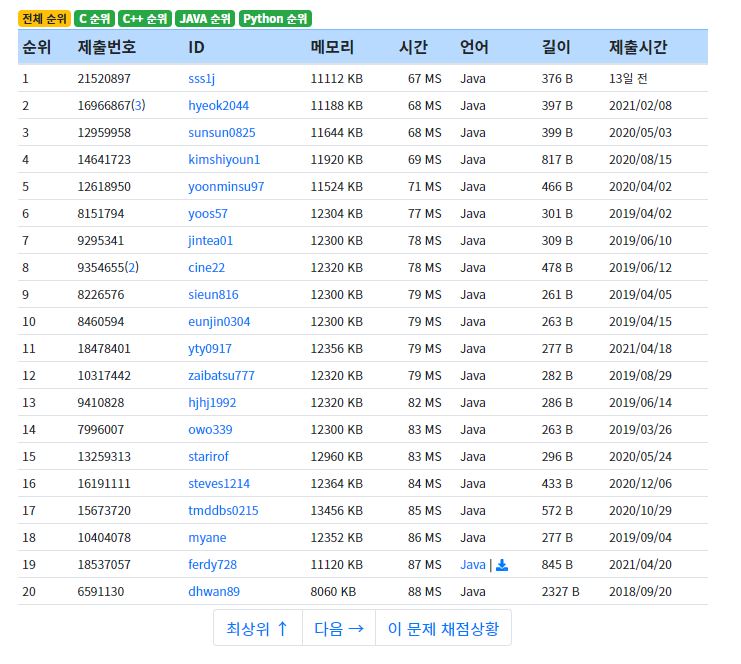 전체 순위 C 순위 C++ 순위 JAVA 순위 Python 순위
순위 제출번호 ID 메모리 시간 언어 길이 제출시간
1 21520897 sss1j 11112 KB 67 MS Java 376 B 13일 전
2 16966867(3) hyeok2044 11188 KB 68 MS Java 397 B 2021/02/08
3 12959958 sunsun0825 11644 KB 68 MS Java 399 B 2020/05/03
4 14641723 kimshiyoun1 11920 KB 69 MS Java 817 B 2020/08/15
5 12618950 yoonminsu97 11524 KB 71 MS Java 466 B 2020/04/02
6 8151794 yoos57 12304 KB 77 MS Java 301 B 2019/04/02
7 9295341 jintea01 12300 KB 78 MS Java 309 B 2019/06/10
8 9354655(2) cine22 12320 KB 78 MS Java 478 B 2019/06/12
9 8226576 sieun816 12300 KB 79 MS Java 261 B 2019/04/05
10 8460594 eunjin0304 12300 KB 79 MS Java 263 B 2019/04/15
11 18478401 yty0917 12356 KB 79 MS Java 277 B 2021/04/18
12 10317442 zaibatsu777 12320 KB 79 MS Java 282 B 2019/08/29
13 9410828 hjhj1992 12320 KB 82 MS Java 286 B 2019/06/14
14 7996007 owo339 12300 KB 83 MS Java 263 B 2019/03/26
15 13259313 starirof 12960 KB 83 MS Java 296 B 2020/05/24
16 16191111 steves1214 12364 KB 84 MS Java 433 B 2020/12/06
17 15673720 tmddbs0215 13456 KB 85 MS Java 572 B 2020/10/29
18 10404078 myane 12352 KB 86 MS Java 277 B 2019/09/04
19 18537057 ferdy728 11120 KB 87 MS Java | 845 B 2021/04/20
20 6591130 dhwan89 8060 KB 88 MS Java 2327 B 2018/09/20
최상위 ↑ 다음 → 이 문제 채점상황